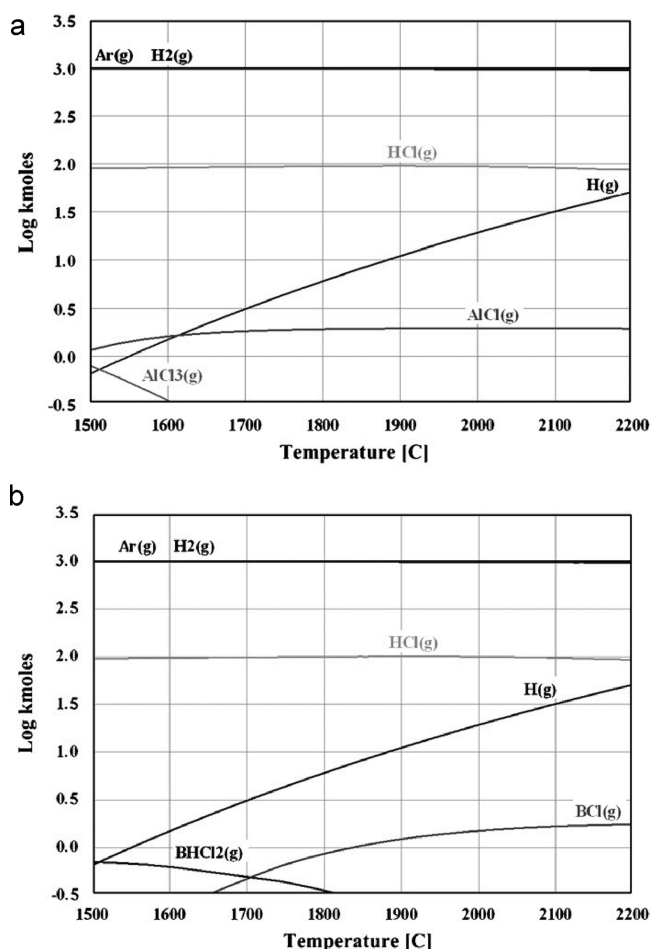 a
3.5
Ar(g) H2(g)
3.0
2.5
HCl(g)
2.0
H(g)
1.5
1.0
AlCl(g)
0.5
0.0
AlCl3(g)
-0.5
Log kmoles
1500 1600 1700 1800 1900 2000 2100 2200
Temperature [C]
b
3.5
Ar(g) H2(g)
3.0
2.5
HCl(g)
2.0
H(g)
1.5
1.0
BCl(g)
0.5
0.0
BHCl2(g)
-0.5
Log kmoles
1500 1600 1700 1800 1900 2000 2100 2200
Temperature [C]